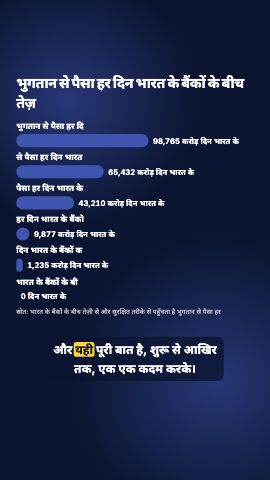 भुगतान से पैसा हर दिन भारत के बैंकों के बीच
तेज़
भुगतान से पैसा हर दि
98,765 करोड़ दिन भारत के
से पैसा हर दिन भारत
65,432 करोड़ दिन भारत के
पैसा हर दिन भारत के
43,210 करोड़ दिन भारत के
हर दिन भारत के बैंको
9,877 करोड़ दिन भारत के
दिन भारत के बैंकों क
1,235 करोड़ दिन भारत के
भारत के बैंकों के बी
0 दिन भारत के
स्रोत: भारत के बैंकों के बीच तेज़ी से और सुरक्षित तरीके से पहुँचता है भुगतान से पैसा हर
और यही पूरी बात है, शुरू से आखिर
तक, एक एक कदम करके।